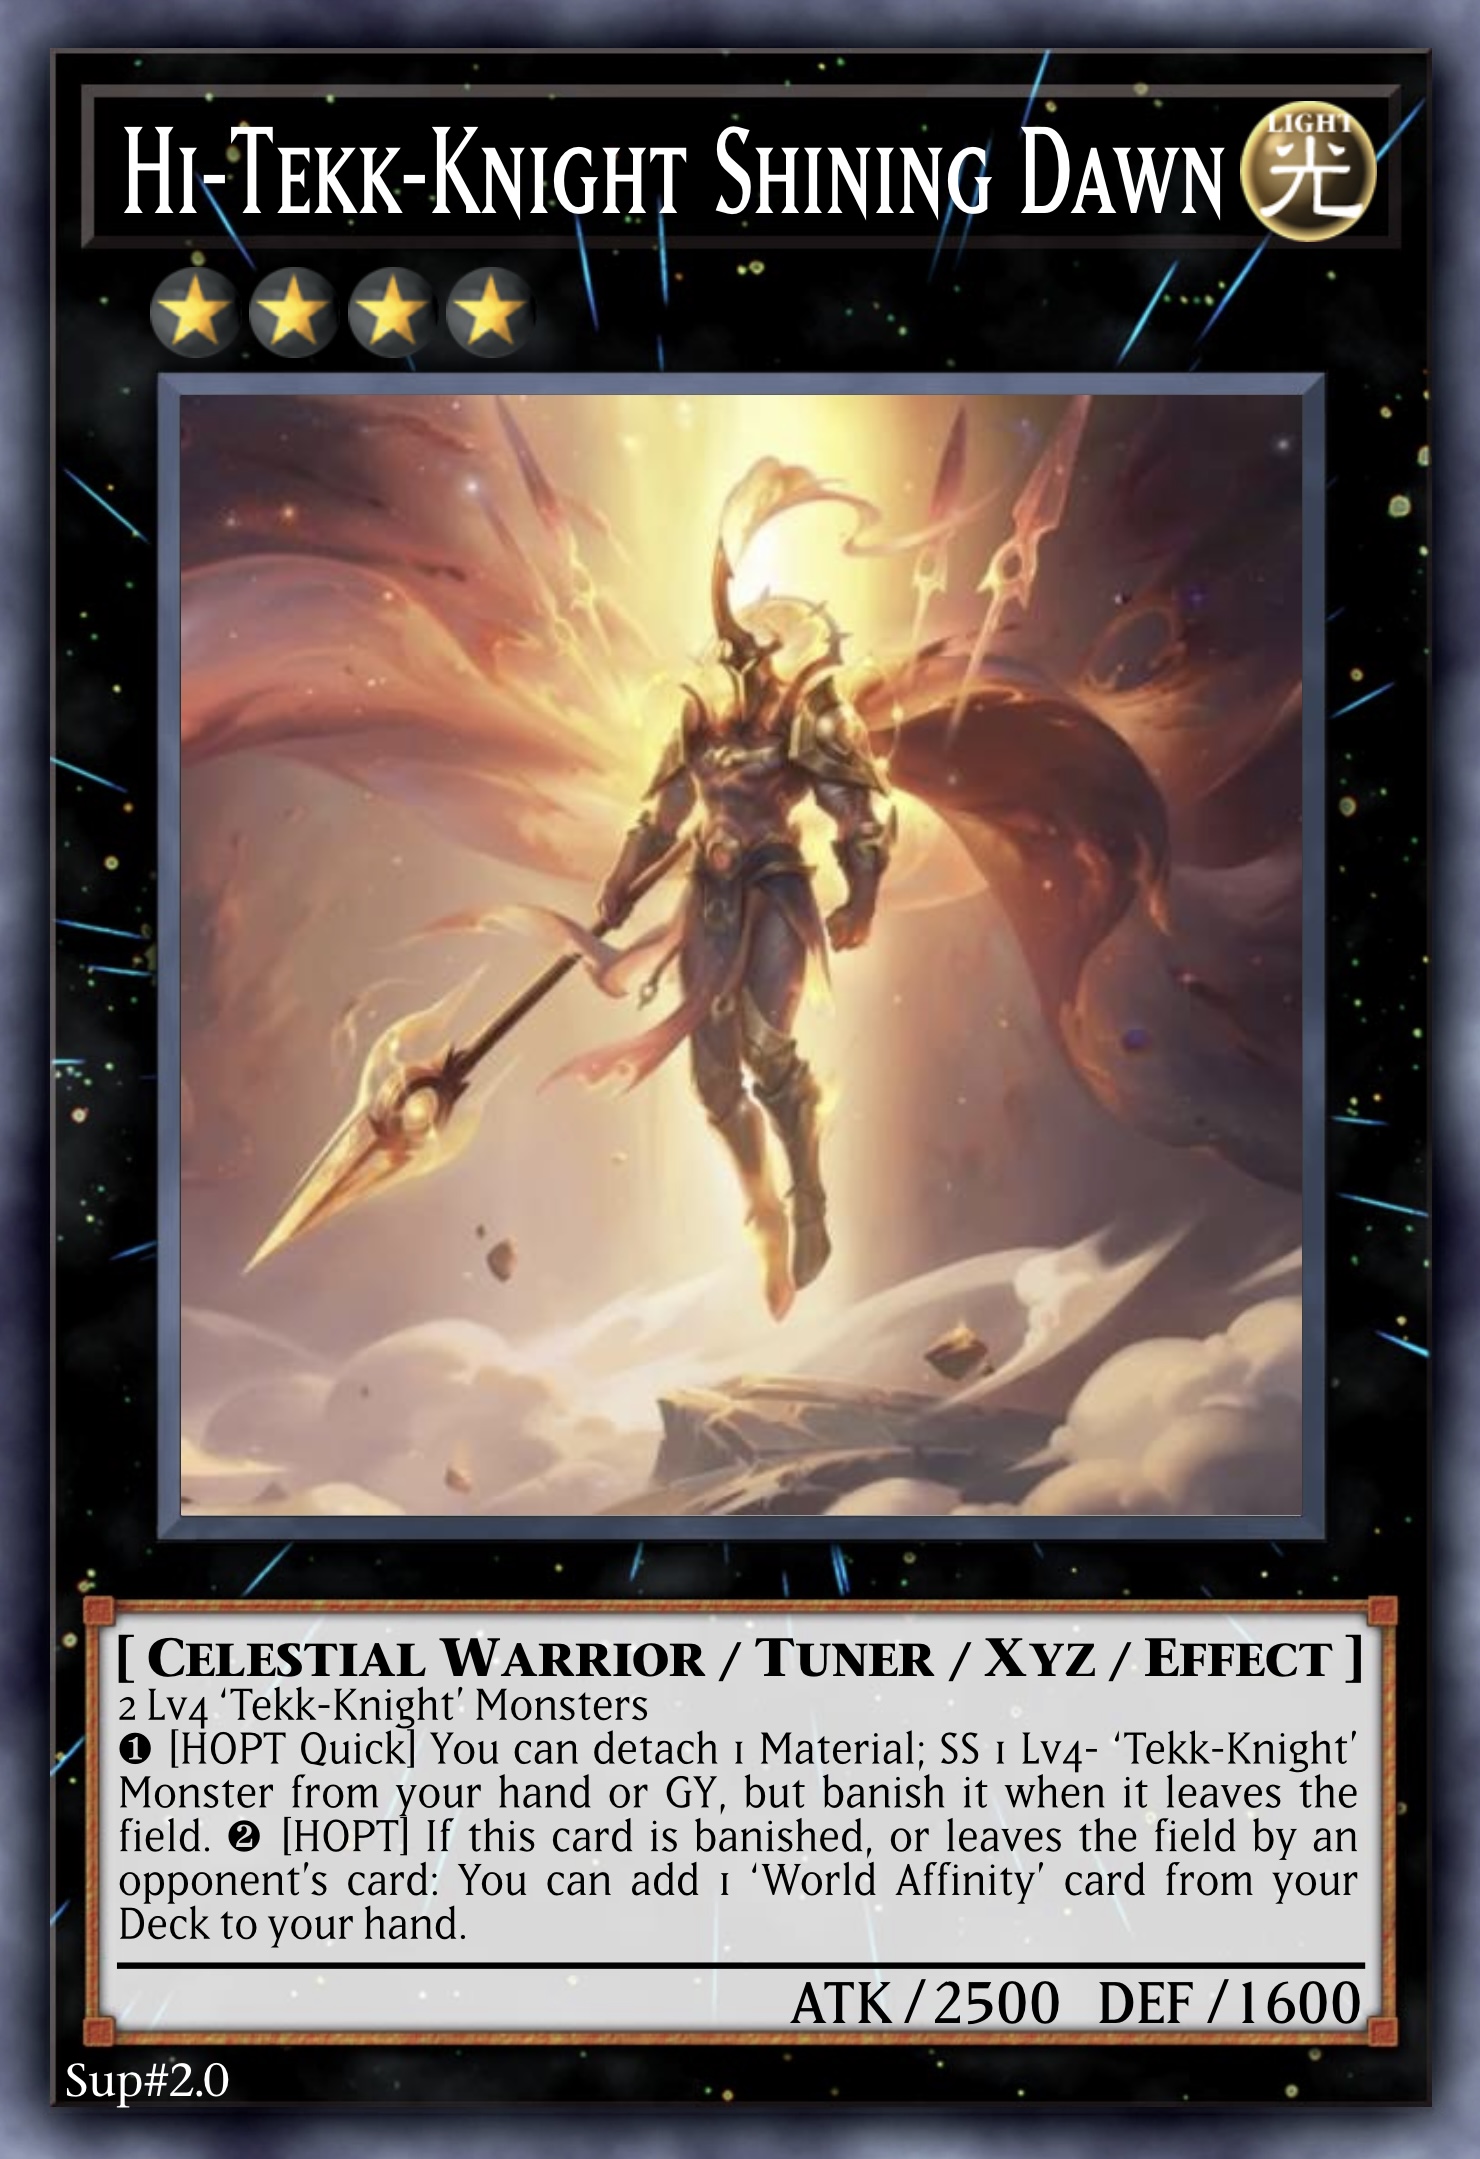 Hi-Tekk-Knight Shining Dawn
LIGHT
光
[ Celestial Warrior / Tuner / Xyz / Effect ]
2 Lv4 ‘Tekk-Knight’ Monsters
❶ [HOPT Quick] You can detach 1 Material; SS 1 Lv4- ‘Tekk-Knight’
Monster from your hand or GY, but banish it when it leaves the
field. ❷ [HOPT] If this card is banished, or leaves the field by an
opponent's card: You can add 1 ‘World Affinity’ card from your
Deck to your hand.
ATK/2500 DEF/1600
Sup#2.0